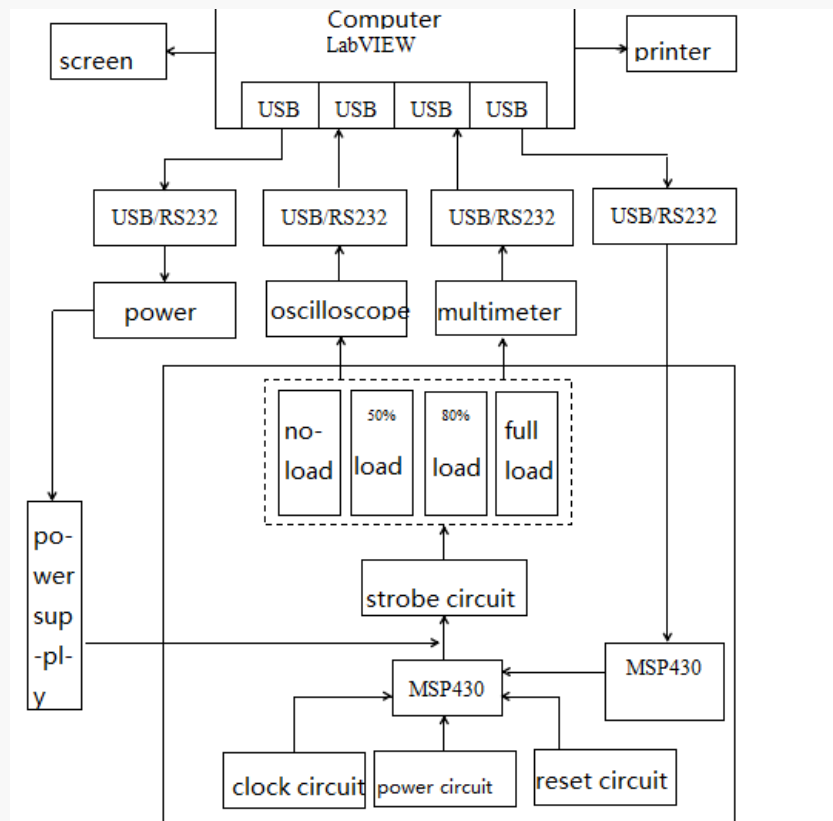 Computer
LabVIEW
screen
printer
USB
USB
USB
USB
USB/RS232
USB/RS232
USB/RS232
USB/RS232
power
oscilloscope
multimeter
no-
load
50%
load
80%
load
full
load
po-
wer
sup
-pl-
y
strobe circuit
MSP430
MSP430
clock circuit
power circuit
reset circuit